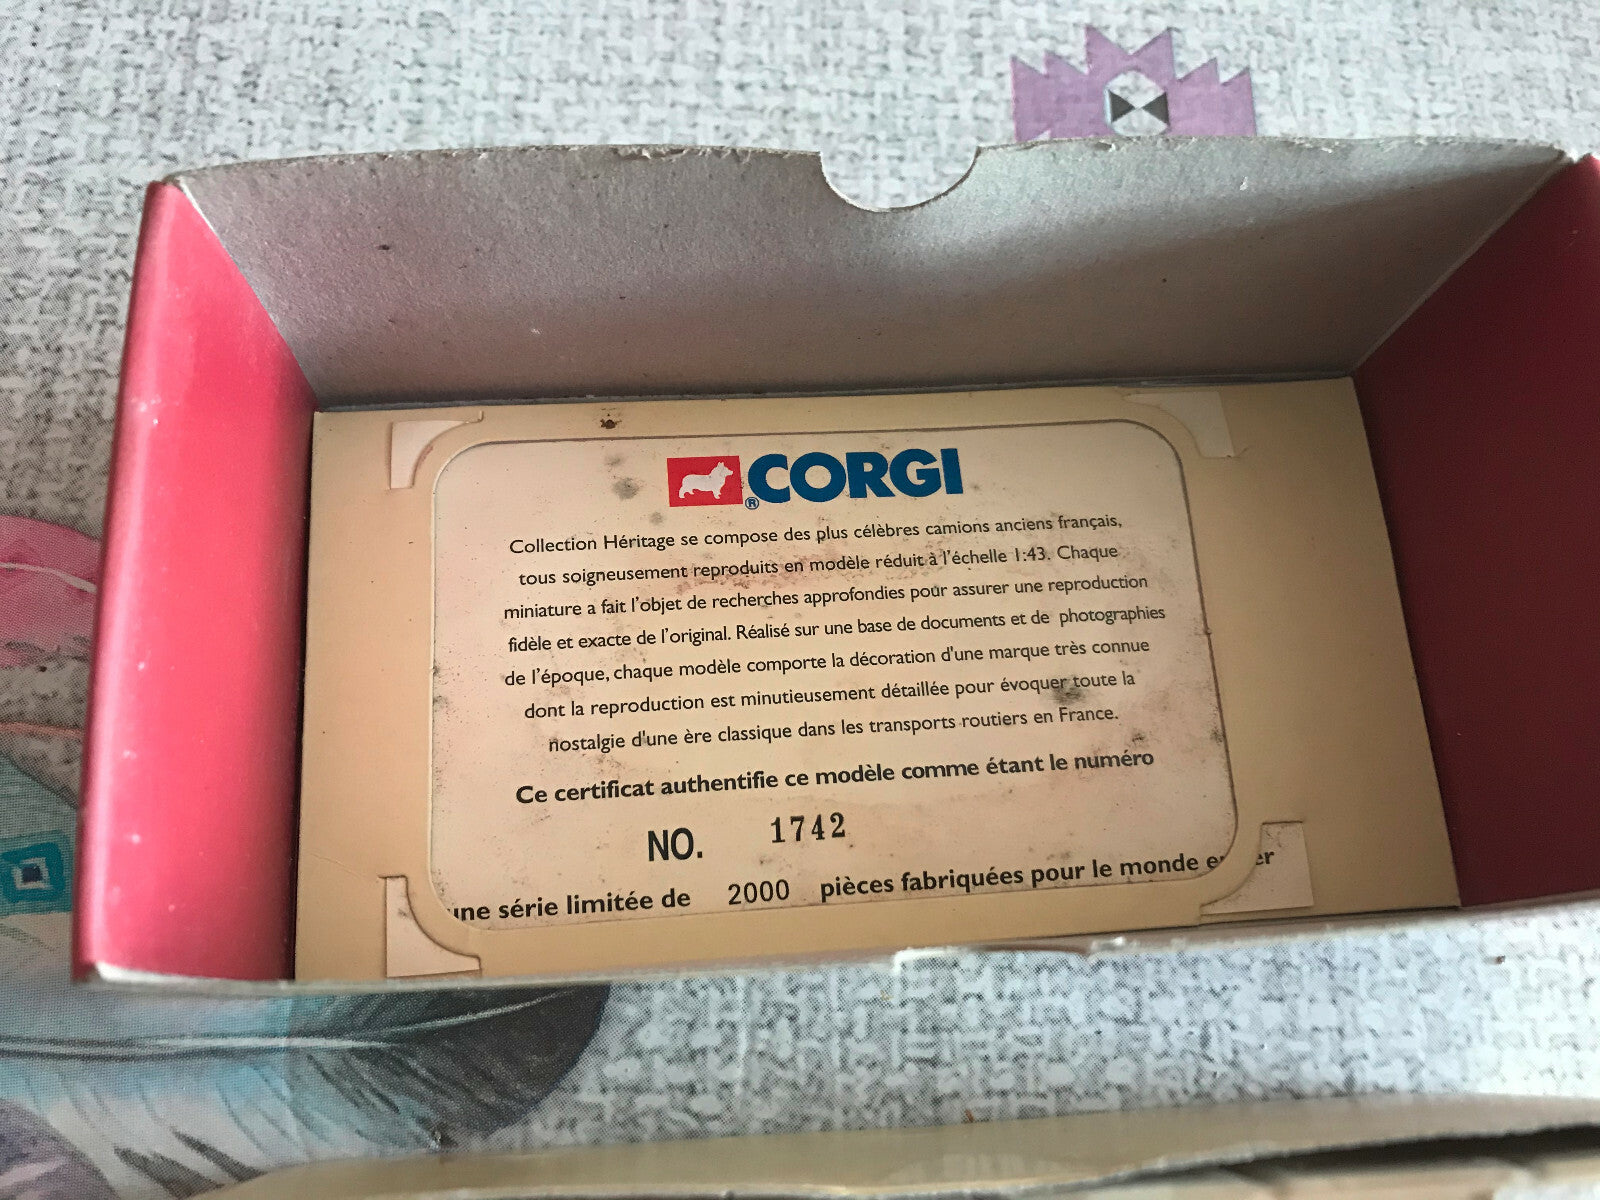 CORGI
®
Collection Héritage se compose des plus célèbres camions anciens français,
tous soigneusement reproduits en modèle réduit à l'échelle 1:43. Chaque
miniature a fait l'objet de recherches approfondies pour assurer une reproduction
fidèle et exacte de l'original. Réalisé sur une base de documents et de photographies
de l'époque, chaque modèle comporte la décoration d'une marque très connue
dont la reproduction est minutieusement détaillée pour évoquer toute la
nostalgie d'une ère classique dans les transports routiers en France.
Ce certificat authentifie ce modèle comme étant le numéro
NO. 1742
une série limitée de 2000 pièces fabriquées pour le monde